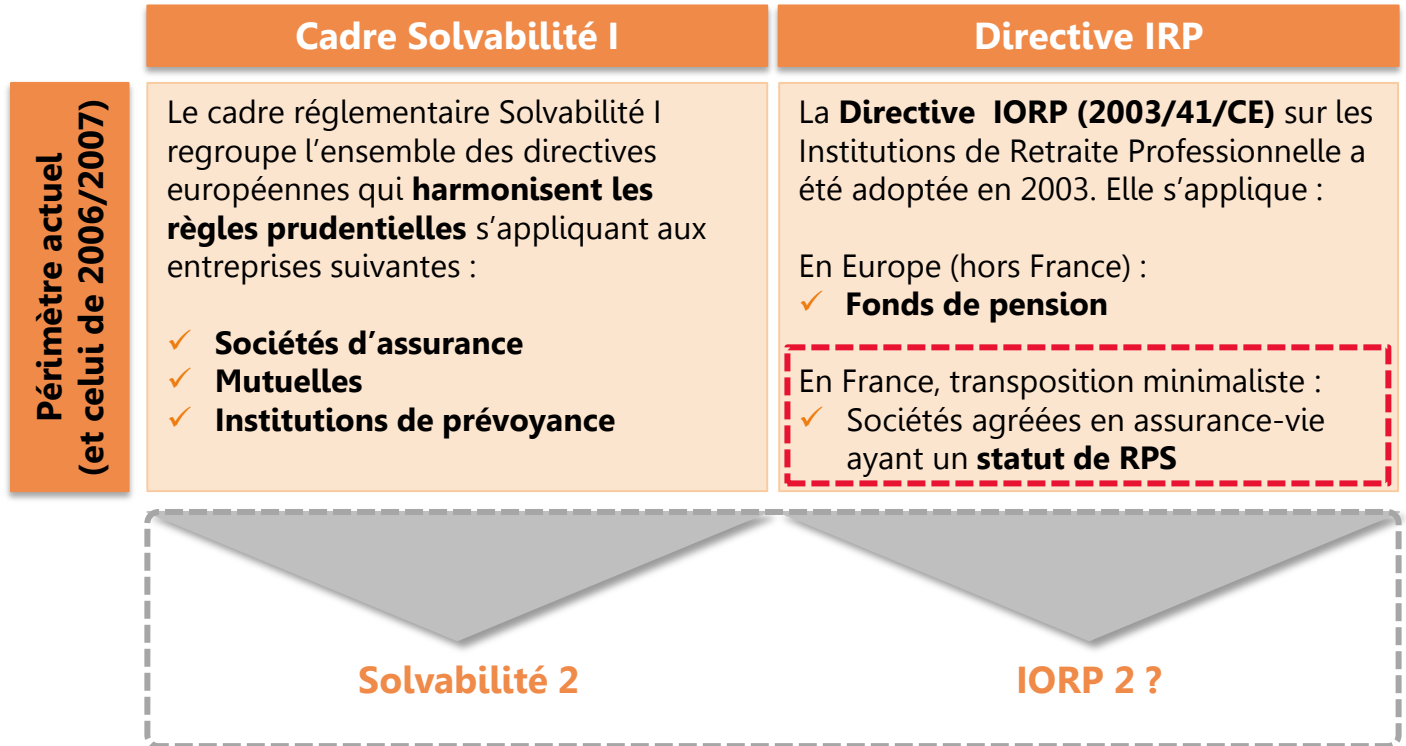 Cadre Solvabilité I
Directive IRP
Périmètre actuel
(et celui de 2006/2007)
Le cadre réglementaire Solvabilité I
regroupe l’ensemble des directives
européennes qui harmonisent les
règles prudentielles s’appliquant aux
entreprises suivantes :
✓ Sociétés d’assurance
✓ Mutuelles
✓ Institutions de prévoyance
La Directive IORP (2003/41/CE) sur les
Institutions de Retraite Professionnelle a
été adoptée en 2003. Elle s’applique :
En Europe (hors France) :
✓ Fonds de pension
En France, transposition minimaliste :
✓ Sociétés agréées en assurance-vie
ayant un statut de RPS
Solvabilité 2
IORP 2 ?